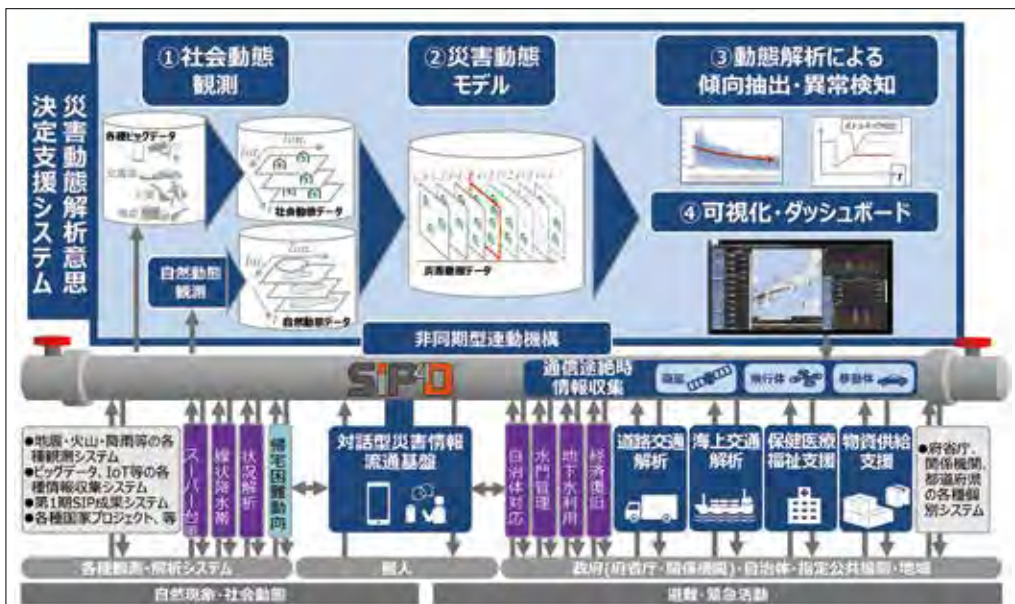 災害動態解析意思
決定支援システム
①社会動態
観測
各種ビッグデータ
社会動態データ
自然動態
観測
自然動態データ
②災害動態
モデル
災害動態データ
③動態解析による
傾向抽出・異常検知
④可視化・ダッシュボード
非同期型連動機構
SIP4D
通信途絶時
情報収集
衛星
飛行体
移動体
●地震・火山・降雨等の各
種観測システム
●ビッグデータ、IoT等の各
種情報収集システム
●第1期SIP成果システム
●各種国家プロジェクト、等
スーパー台風
線状降水帯
状況解析
帰宅困難動向
対話型災害情報
流通基盤
自治体対応
水門管理
地下水利用
経済復旧
道路交通
解析
海上交通
解析
保健医療
福祉支援
物資供給
支援
●府省庁、
関係機関、
都道府県
の各種個
別システム
各種観測・解析システム
個人
政府(府省庁・関係機関)・自治体・指定公共機関・地域
自然現象・社会動態
避難・緊急活動